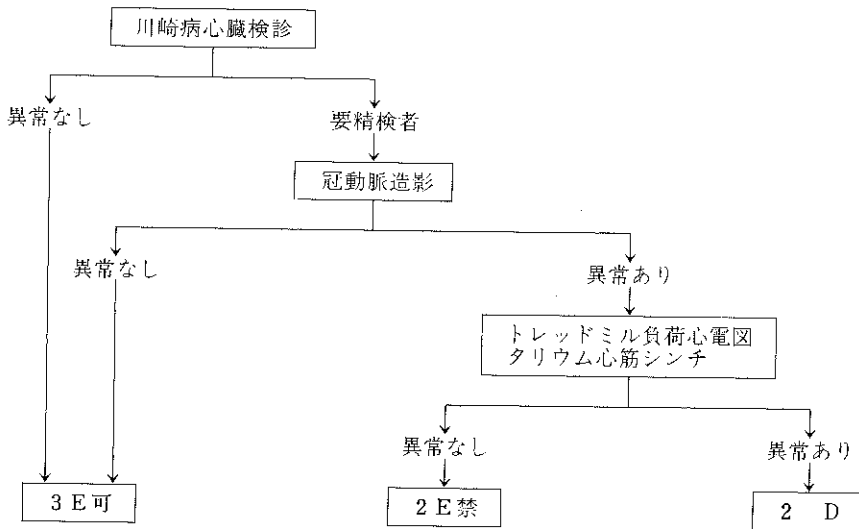 川崎病心臓検診
異常なし
要精検者
冠動脈造影
異常なし
異常あり
トレッドミル負荷心電図
タリウム心筋シンチ
異常なし
異常あり
3E可
2E禁
2 D